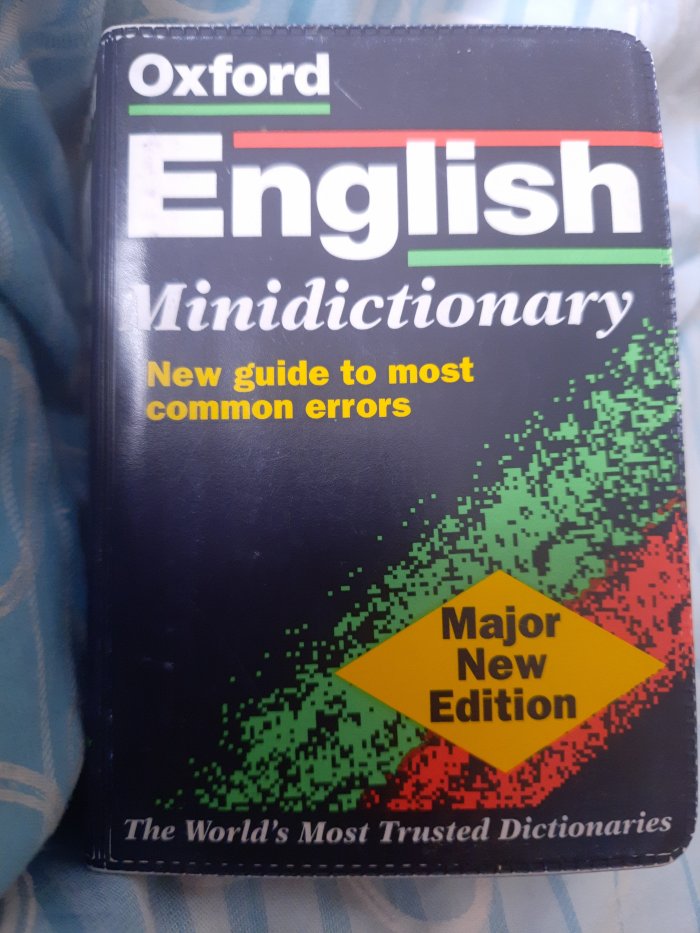 Oxford
English
Minidictionary
New guide to most
common errors
Major
New
Edition
The World's Most Trusted Dictionaries